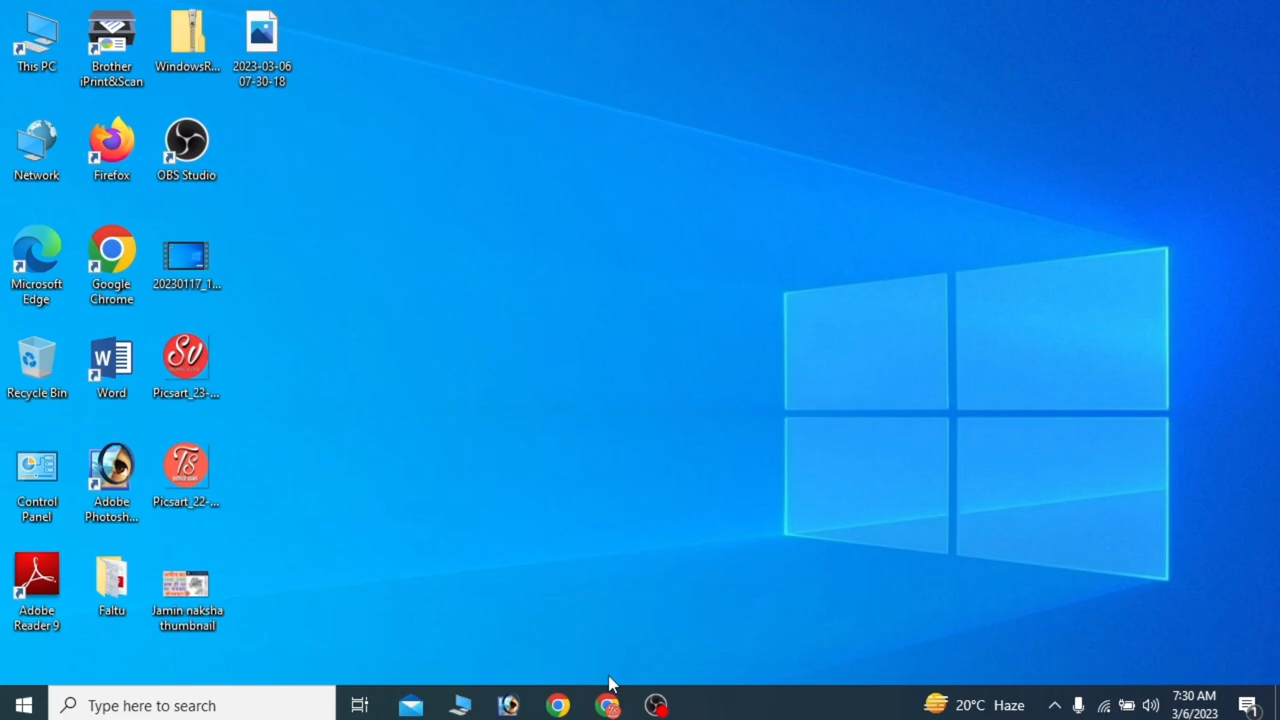 This PC
Brother
iPrint&Scan
WindowsR...
2023-03-06
07-30-18
Network
Firefox
OBS Studio
Microsoft
Edge
Google
Chrome
20230117_1...
Recycle Bin
Word
Picsart_23-...
Control
Panel
Adobe
Photosh...
Picsart_22-...
Adobe
Reader 9
Faltu
Jamin naksha
thumbnail
Type here to search
20°C Haze
7:30 AM
3/6/2023
1